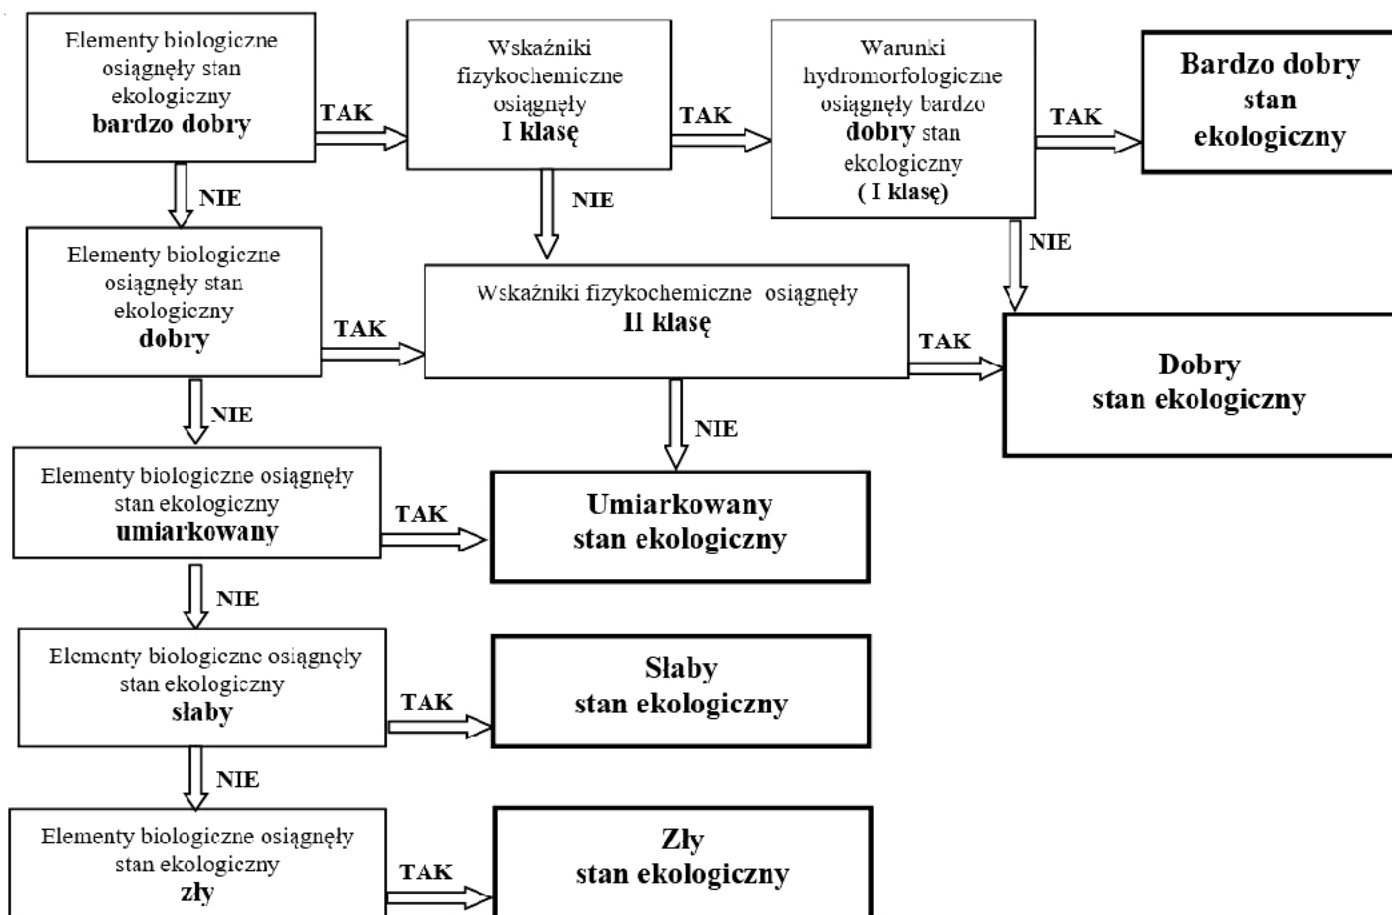 Elementy biologiczne
osiągnęły stan
ekologiczny
bardzo dobry
TAK
Wskaźniki
fizykochemiczne
osiągnęły
I klasę
TAK
Warunki
hydromorfologiczne
osiągnęły bardzo
dobry stan
ekologiczny
( I klasę)
TAK
Bardzo dobry
stan
ekologiczny
NIE
NIE
NIE
Elementy biologiczne
osiągnęły stan
ekologiczny
dobry
TAK
Wskaźniki fizykochemiczne osiągnęły
II klasę
TAK
Dobry
stan ekologiczny
NIE
NIE
Elementy biologiczne osiągnęły
stan ekologiczny
umiarkowany
TAK
Umiarkowany
stan ekologiczny
NIE
Elementy biologiczne osiągnęły
stan ekologiczny
słaby
TAK
Słaby
stan ekologiczny
NIE
Elementy biologiczne osiągnęły
stan ekologiczny
zły
TAK
Zły
stan ekologiczny